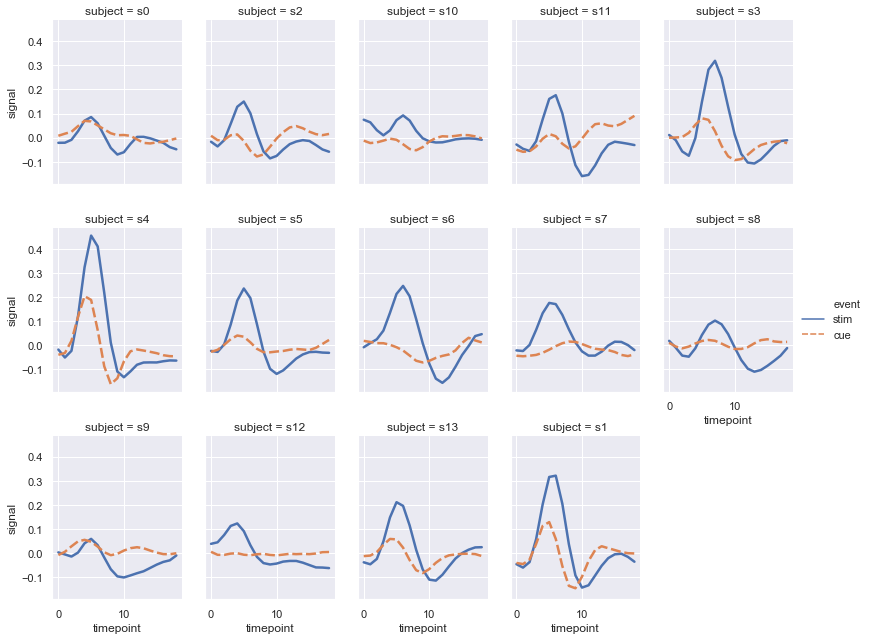 subject = s0
subject = s2
subject = s10
subject = s11
subject = s3
0.4
0.3
0.2
0.1
0.0
−0.1
signal
subject = s4
subject = s5
subject = s6
subject = s7
subject = s8
0.4
0.3
0.2
0.1
0.0
−0.1
signal
0
10
timepoint
event
stim
cue
subject = s9
subject = s12
subject = s13
subject = s1
0.4
0.3
0.2
0.1
0.0
−0.1
signal
0
10
timepoint
0
10
timepoint
0
10
timepoint
0
10
timepoint